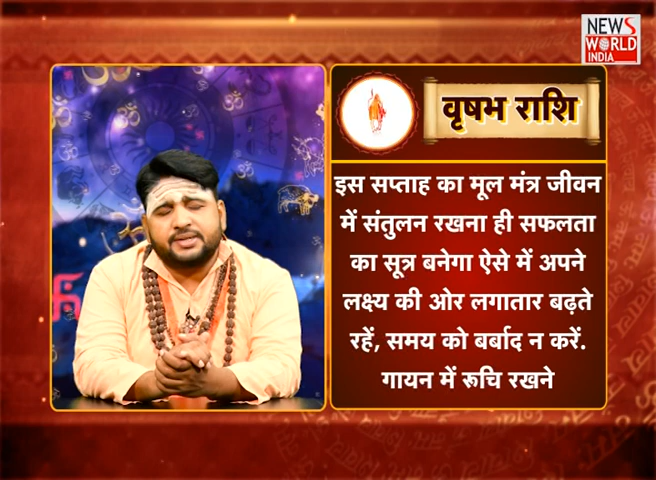 NEWS
WORLD
INDIA
वृषभ राशि
इस सप्ताह का मूल मंत्र जीवन
में संतुलन रखना ही सफलता
का सूत्र बनेगा ऐसे में अपने
लक्ष्य की ओर लगातार बढ़ते
रहें, समय को बर्बाद न करें.
गायन में रूचि रखने